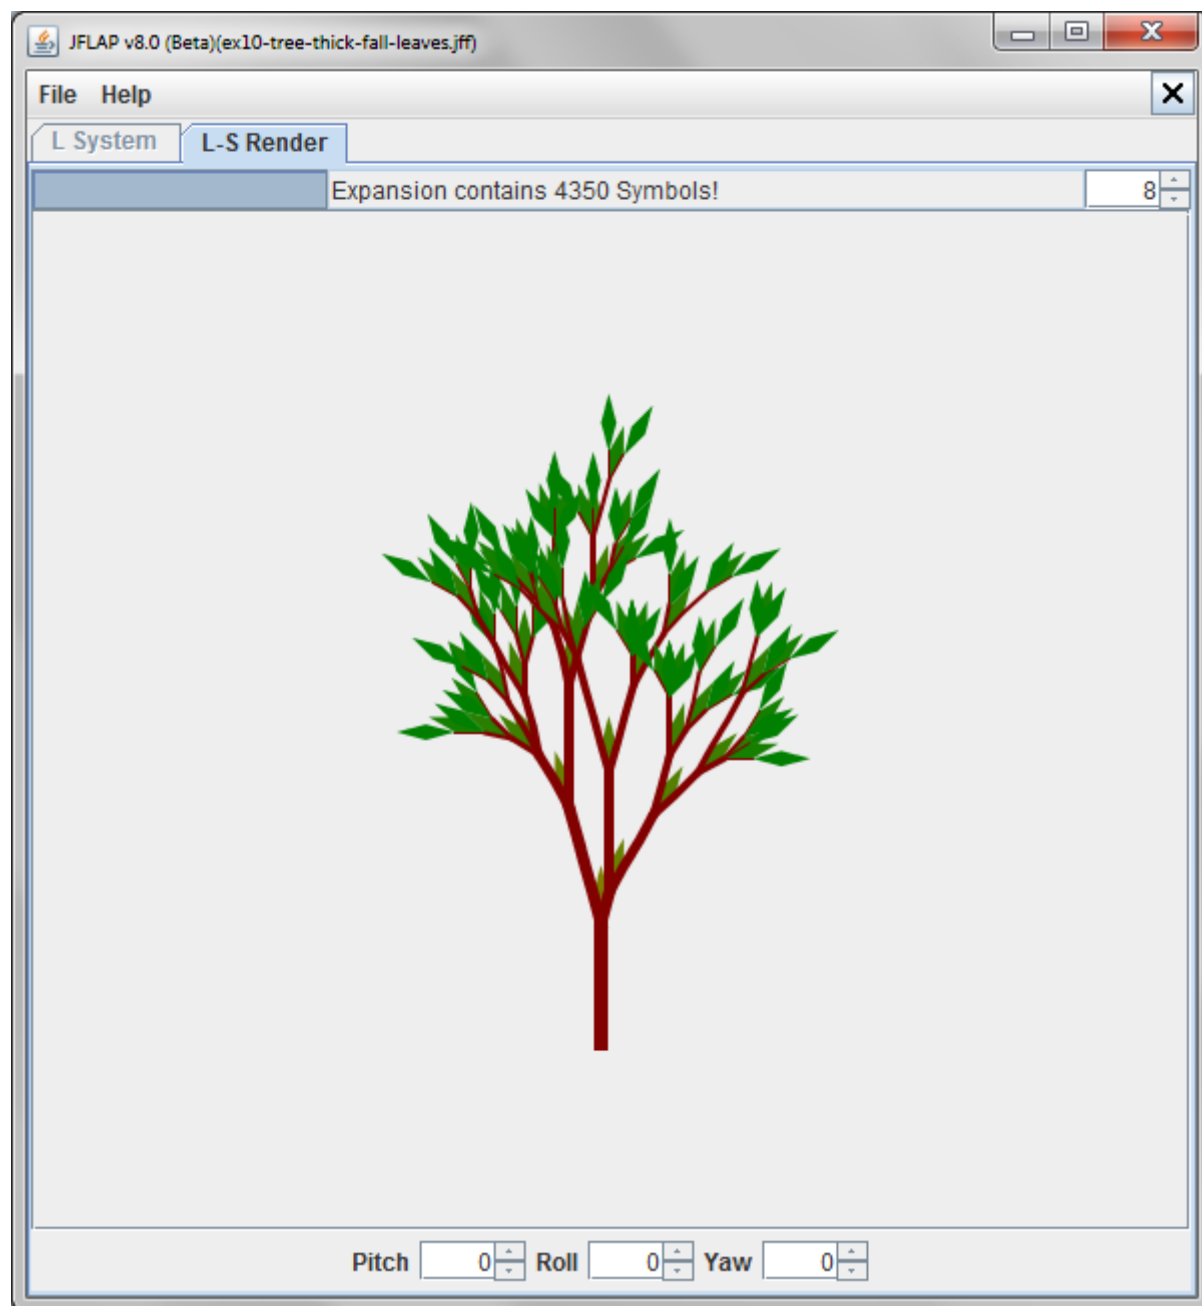 JFLAP v8.0 (Beta)(ex10-tree-thick-fall-leaves.jff)
File Help
L System L-S Render
Expansion contains 4350 Symbols! 8
Pitch 0 Roll 0 Yaw 0